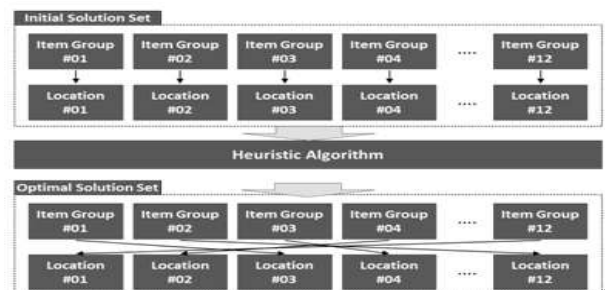 Initial Solution Set
Item Group #01
Item Group #02
Item Group #03
Item Group #04
....
Item Group #12
Location #01
Location #02
Location #03
Location #04
....
Location #12
Heuristic Algorithm
Optimal Solution Set
Item Group #01
Item Group #02
Item Group #03
Item Group #04
....
Item Group #12
Location #01
Location #02
Location #03
Location #04
....
Location #12